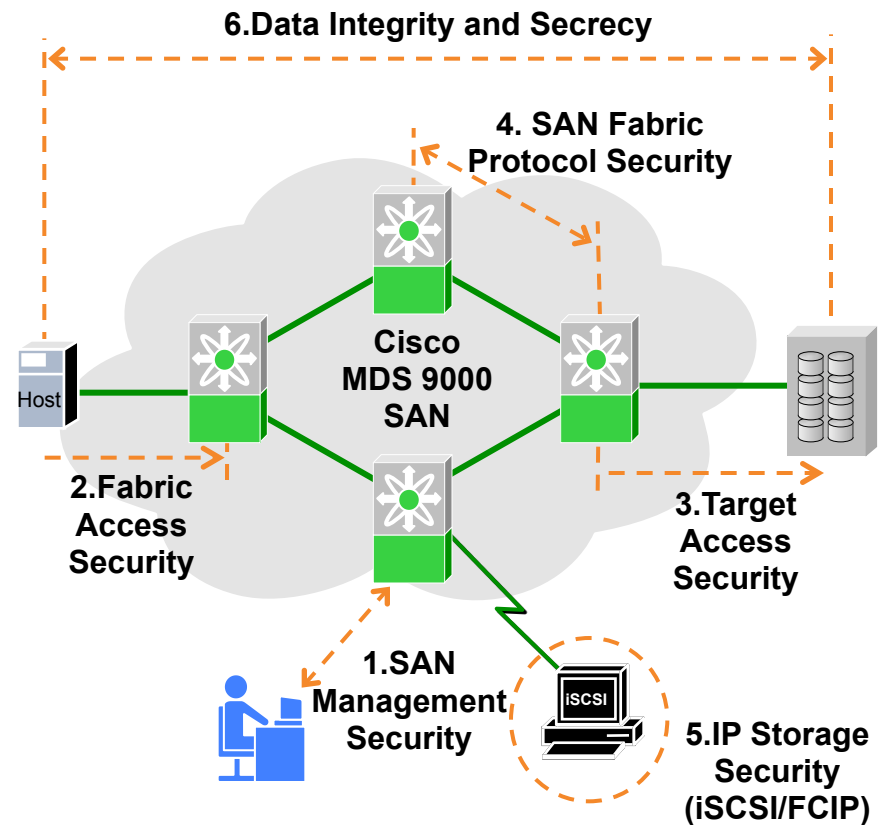 6.Data Integrity and Secrecy
4. SAN Fabric
Protocol Security
Cisco
MDS 9000
SAN
Host
2.Fabric
Access
Security
3.Target
Access
Security
1.SAN
Management
Security
iSCSI
5.IP Storage
Security
(iSCSI/FCIP)